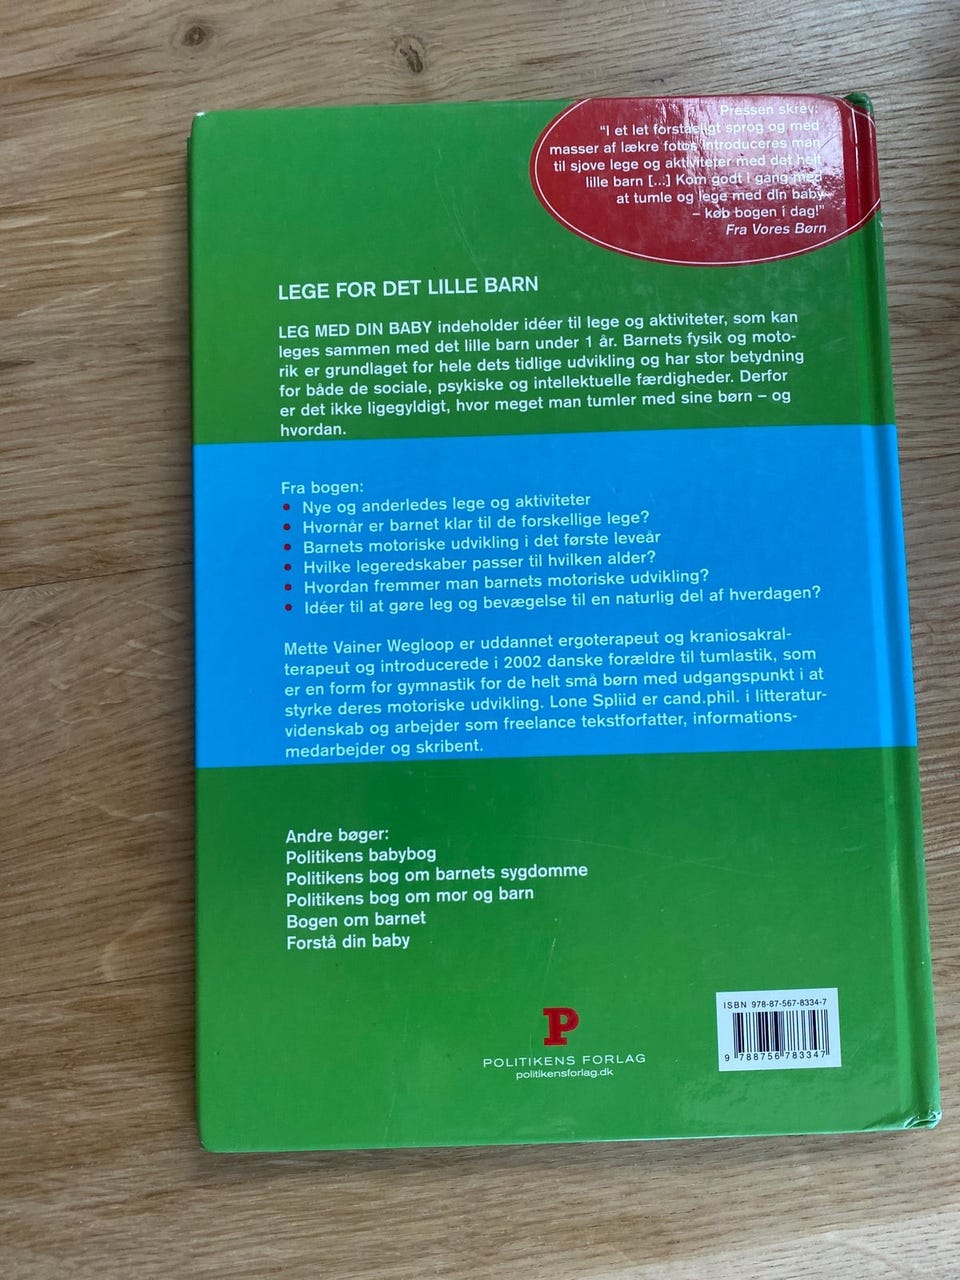 Pressen skrev:
"I et let forståeligt sprog og med
masser af lækre fotos introduceres man
til sjove lege og aktiviteter med det helt
lille barn [...] Kom godt i gang med
at tumle og lege med din baby
– køb bogen i dag!"
Fra Vores Børn
LEGE FOR DET LILLE BARN
LEG MED DIN BABY indeholder idéer til lege og aktiviteter, som kan
leges sammen med det lille barn under 1 år. Barnets fysik og moto-
rik er grundlaget for hele dets tidlige udvikling og har stor betydning
for både de sociale, psykiske og intellektuelle færdigheder. Derfor
er det ikke ligegyldigt, hvor meget man tumler med sine børn – og
hvordan.
Fra bogen:
• Nye og anderledes lege og aktiviteter
• Hvornår er barnet klar til de forskellige lege?
• Barnets motoriske udvikling i det første leveår
• Hvilke legeredskaber passer til hvilken alder?
• Hvordan fremmer man barnets motoriske udvikling?
• Idéer til at gøre leg og bevægelse til en naturlig del af hverdagen?
Mette Vainer Wegloop er uddannet ergoterapeut og kraniosakral-
terapeut og introducerede i 2002 danske forældre til tumlastik, som
er en form for gymnastik for de helt små børn med udgangspunkt i at
styrke deres motoriske udvikling. Lone Spliid er cand.phil. i litteratur-
videnskab og arbejder som freelance tekstforfatter, informations-
medarbejder og skribent.
Andre bøger:
Politikens babybog
Politikens bog om barnets sygdomme
Politikens bog om mor og barn
Bogen om barnet
Forstå din baby
P
POLITIKENS FORLAG
politikensforlag.dk
ISBN 978-87-567-8334-7
9 788756 783347